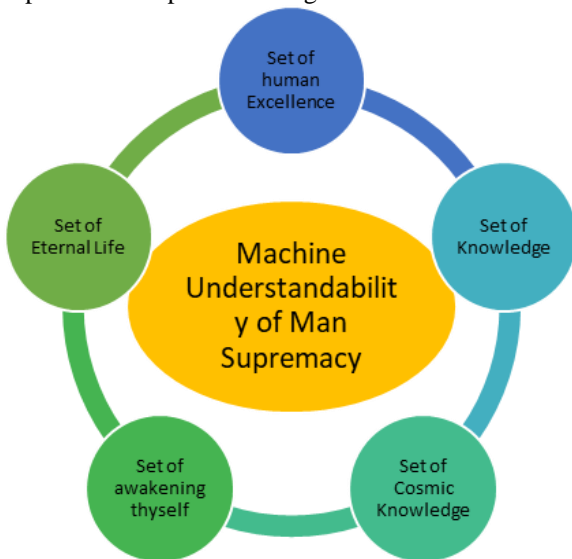 Set of
human
Excellence
Set of
Eternal Life
Set of
Knowledge
Machine
Understandabilit
y of Man
Supremacy
Set of
awakening
thyself
Set of
Cosmic
Knowledge